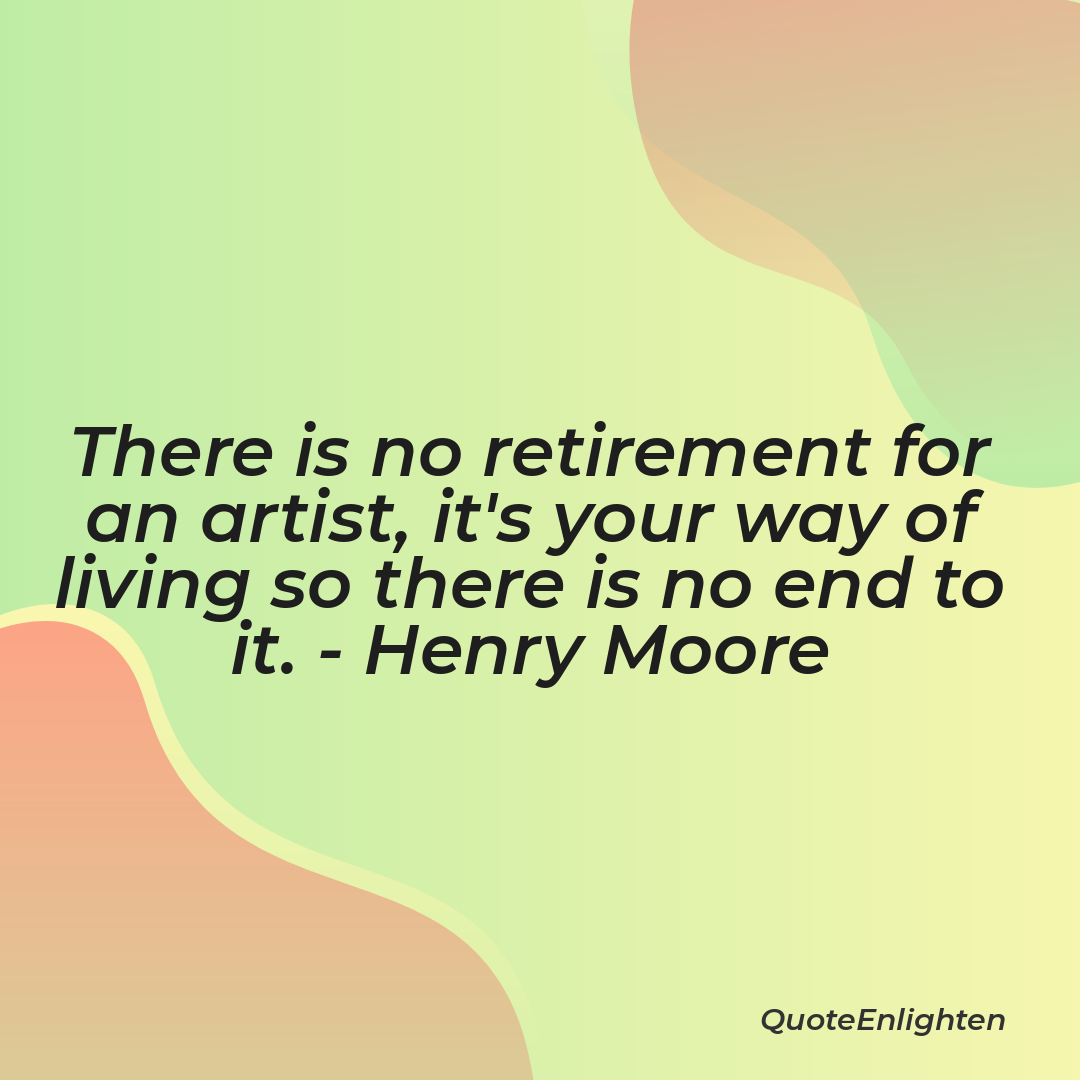 There is no retirement for
an artist, it's your way of
living so there is no end to
it. - Henry Moore
QuoteEnlighten